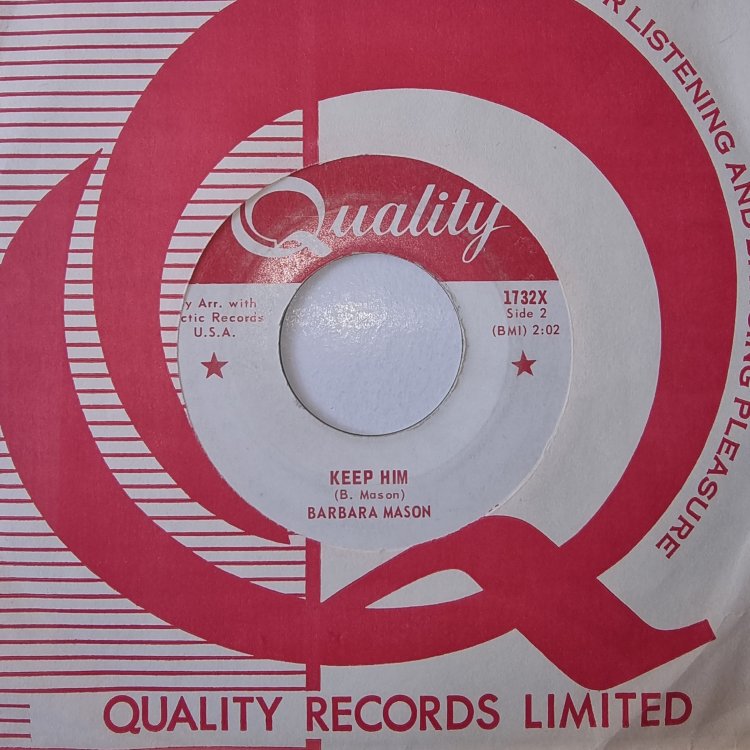 R LISTENING AND
PLEASURE
Quality
y Arr. with
ctic Records
U.S.A.
1732X
Side 2
(BMI) 2:02
KEEP HIM
(B. Mason)
BARBARA MASON
QUALITY RECORDS LIMITED